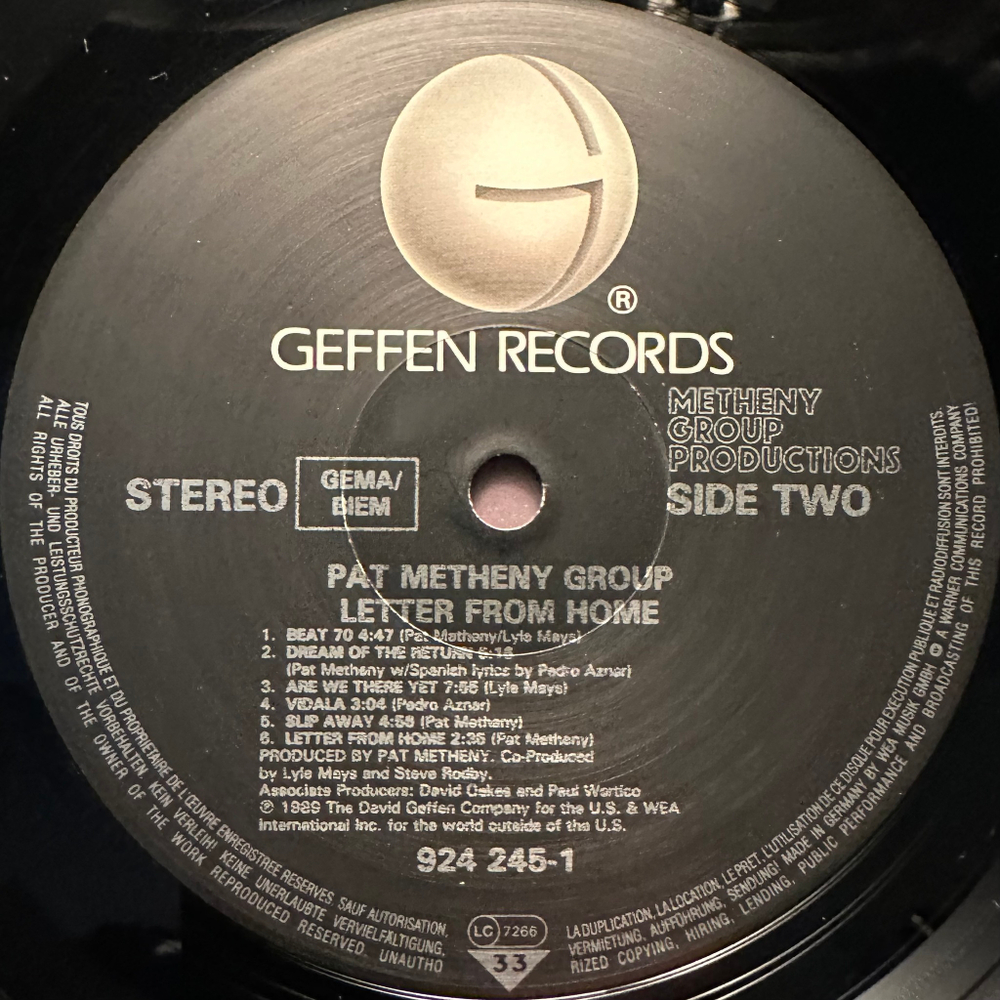 ®
GEFFEN RECORDS
METHENY
GROUP
PRODUCTIONS
STEREO
GEMA/
BIEM
SIDE TWO
PAT METHENY GROUP
LETTER FROM HOME
1. BEAT 70 4:47 (Pat Metheny/Lyle Mays)
2. DREAM OF THE RETURN
(Pat Metheny w/Spanish lyrics by Pedro Aznar)
3. ARE WE THERE YET 7:55 (Lyle Mays)
4. VIDALA 3:04 (Pedro Aznar)
5. SLIP AWAY 4:58 (Pat Metheny)
6. LETTER FROM HOME 2:35 (Pat Metheny)
PRODUCED BY PAT METHENY. Co-Produced
by Lyle Mays and Steve Rodby.
Associate Producers: David Oakes and Paul Wertico
℗ 1989 The David Geffen Company for the U.S. & WEA
International Inc. for the world outside of the U.S.
924 245-1
TOUS DROITS DU PRODUCTEUR PHONOGRAPHIQUE ET DU PROPRIETAIRE DE L'ŒUVRE ENREGISTREE RESERVES. SAUF AUTORISATION,
LA DUPLICATION, LA LOCATION, LE PRET, L'UTILISATION DE CE DISQUE POUR EXECUTION PUBLIQUE ET RADIODIFFUSION SONT INTERDITS.
ALLE URHEBER- UND LEISTUNGSSCHUTZRECHTE VORBEHALTEN. KEIN VERLEIH! KEINE UNERLAUBTE VERVIELFÄLTIGUNG,
VERMIETUNG, AUFFÜHRUNG, SENDUNG! MADE IN GERMANY BY WEA MUSIK GMBH A WARNER COMMUNICATIONS COMPANY
ALL RIGHTS OF THE PRODUCER AND OF THE OWNER OF THE WORK REPRODUCED RESERVED. UNAUTHO
RIZED COPYING, HIRING, LENDING, PUBLIC PERFORMANCE AND BROADCASTING OF THIS RECORD PROHIBITED!
LC 7266
33